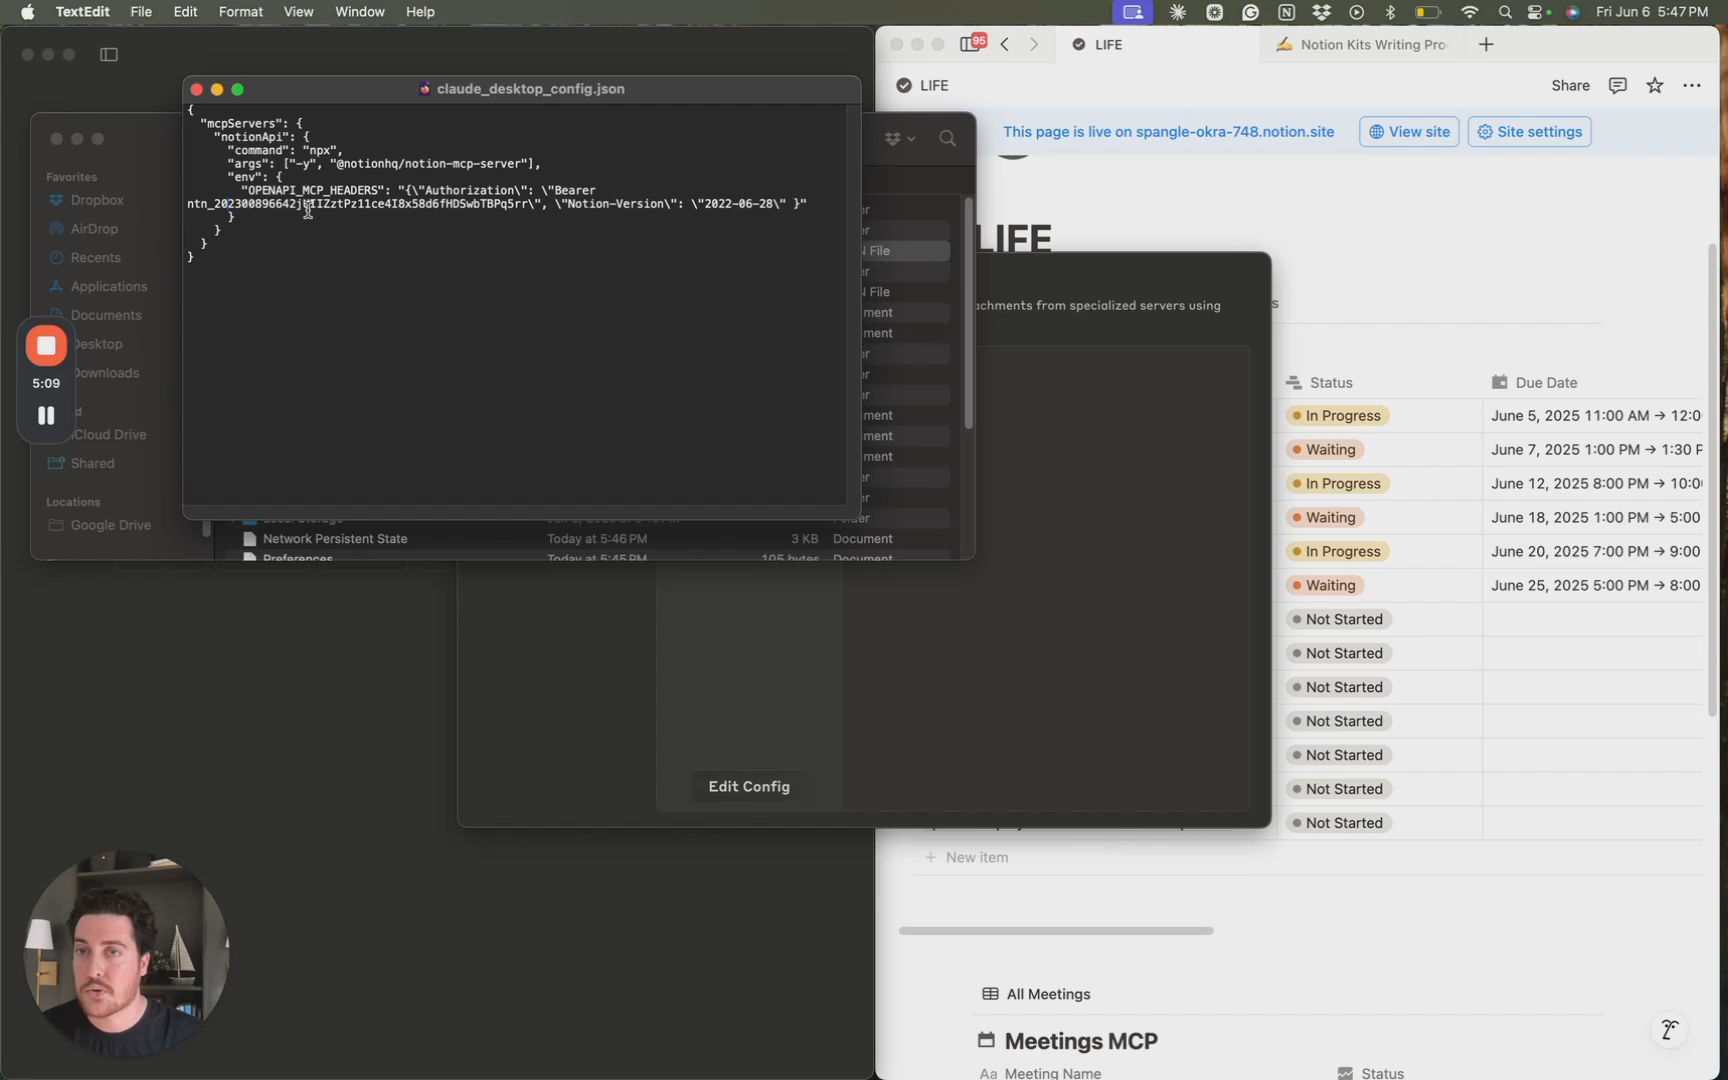 TextEdit File Edit Format View Window Help
Fri Jun 6 5:47 PM
claude_desktop_config.json
{
"mcpServers": {
"notionApi": {
"command": "npx",
"args": ["-y", "@notionhq/notion-mcp-server"],
"env": {
"OPENAPI_MCP_HEADERS": "{\"Authorization\": \"Bearer
\"Notion-Version\": \"2022-06-28\" }"
}
}
}
}
Favorites
Dropbox
AirDrop
Recents
Applications
Documents
Desktop
Downloads
iCloud Drive
Shared
Locations
Google Drive
5:09
File
File
Network Persistent State Today at 5:46 PM 3 KB Document
Preferences Today at 5:45 PM 105 bytes
from specialized servers using
Edit Config
95
LIFE
Notion Kits Writing
LIFE
Share
This page is live on spangle-okra-748.notion.site
View site
Site settings
LIFE
Status Due Date
In Progress June 5, 2025 11:00 AM → 12:0
Waiting June 7, 2025 1:00 PM → 1:30
In Progress June 12, 2025 8:00 PM → 10:0
Waiting June 18, 2025 1:00 PM → 5:00
In Progress June 20, 2025 7:00 PM → 9:00
Waiting June 25, 2025 5:00 PM → 8:00
Not Started
Not Started
Not Started
Not Started
Not Started
Not Started
Not Started
+ New item
All Meetings
Meetings MCP
Aa Meeting Name
Status